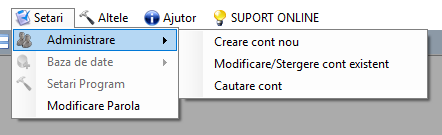 Setari Altele Ajutor SUPORT ONLINE
Administrare
Baza de date
Setari Program
Modificare Parola
Creare cont nou
Modificare/Stergere cont existent
Cautare cont